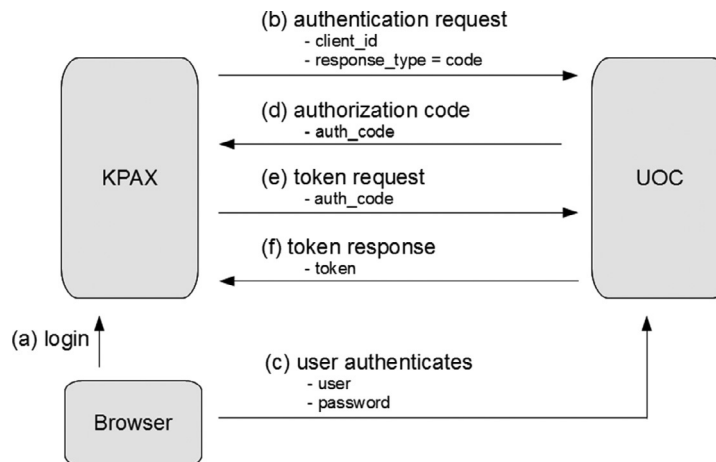 (b) authentication request
- client_id
- response_type = code
(d) authorization code
- auth_code
KPAX
(e) token request
- auth_code
UOC
(f) token response
- token
(a) login
(c) user authenticates
- user
- password
Browser